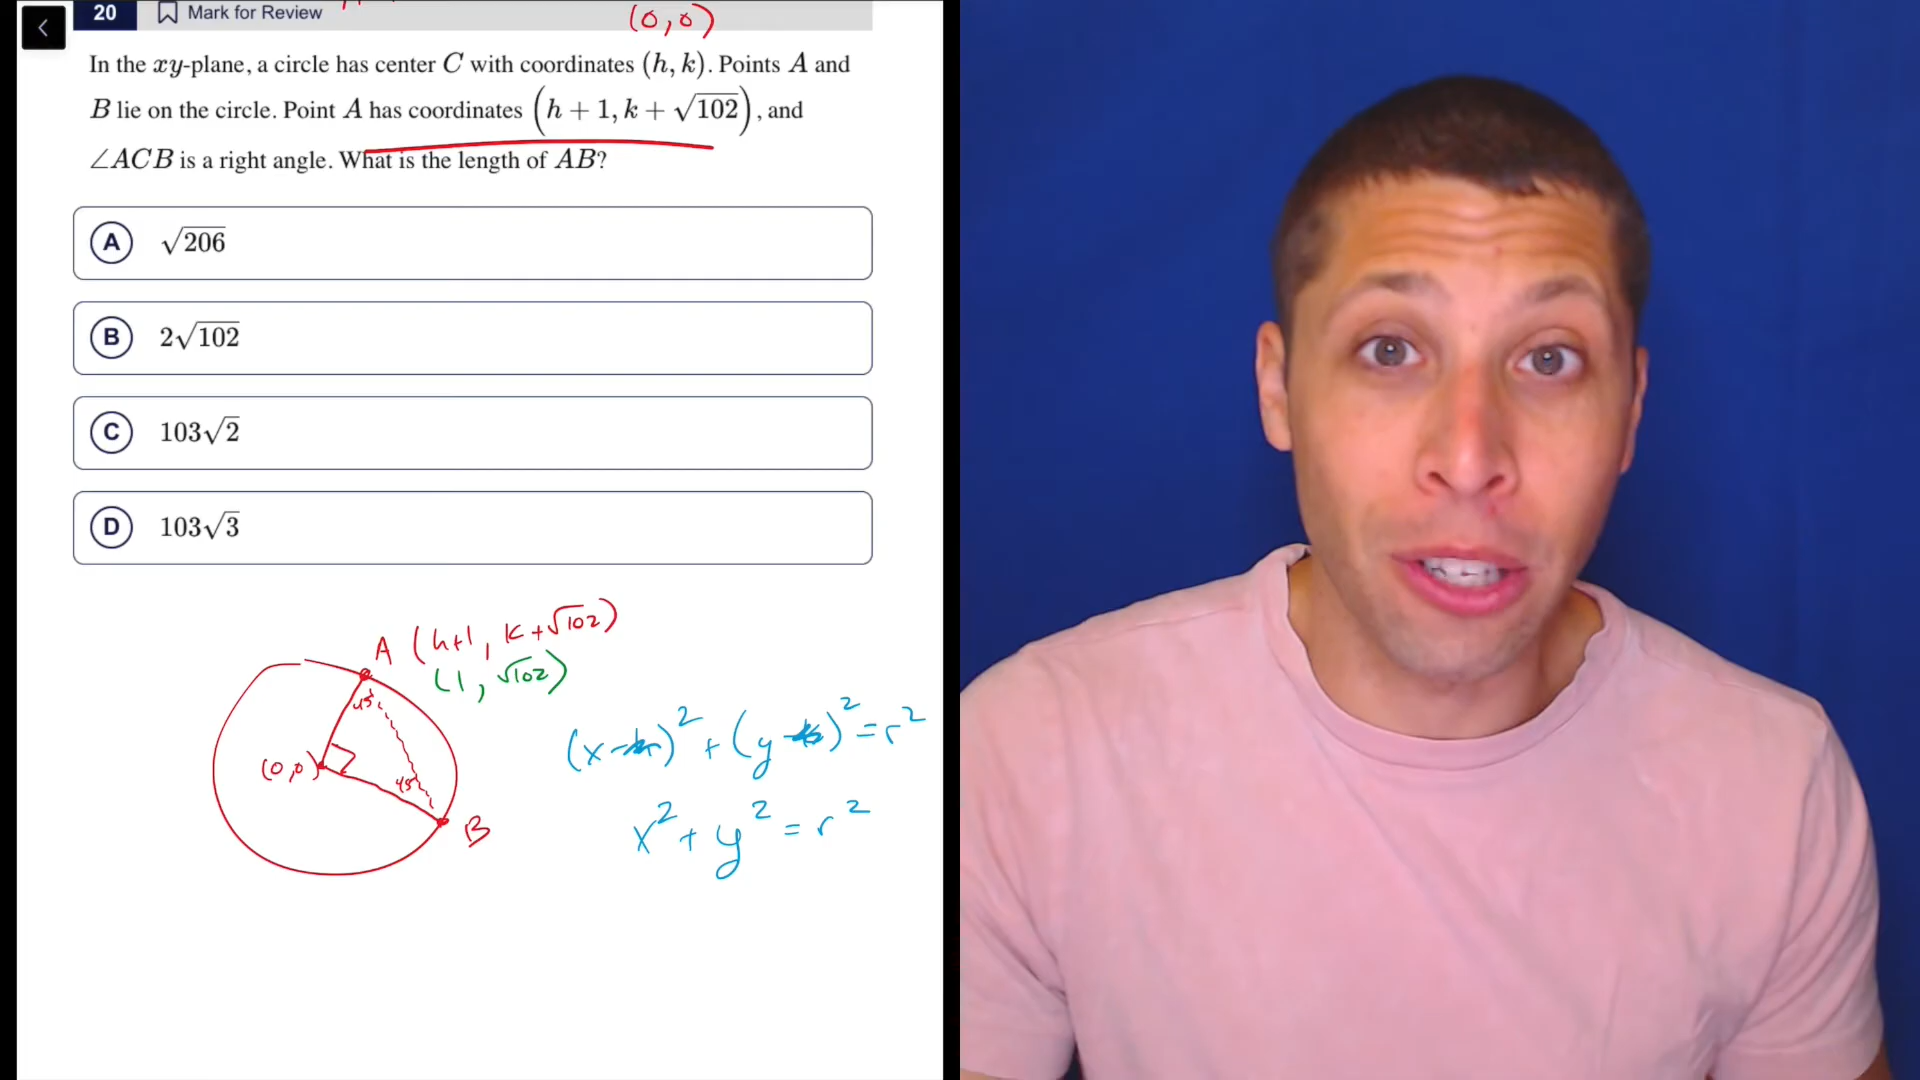 20 Mark for Review
(0,0)
In the xy-plane, a circle has center C with coordinates (h, k). Points A and
B lie on the circle. Point A has coordinates (h + 1, k + √102), and
∠ACB is a right angle. What is the length of AB?
A √206
B 2√102
C 103√2
D 103√3
A (h+1, k+√102)
(1, √102)
45°
(x-h)²+(y-k)²=r²
(0,0)
45°
x²+y²=r²
B